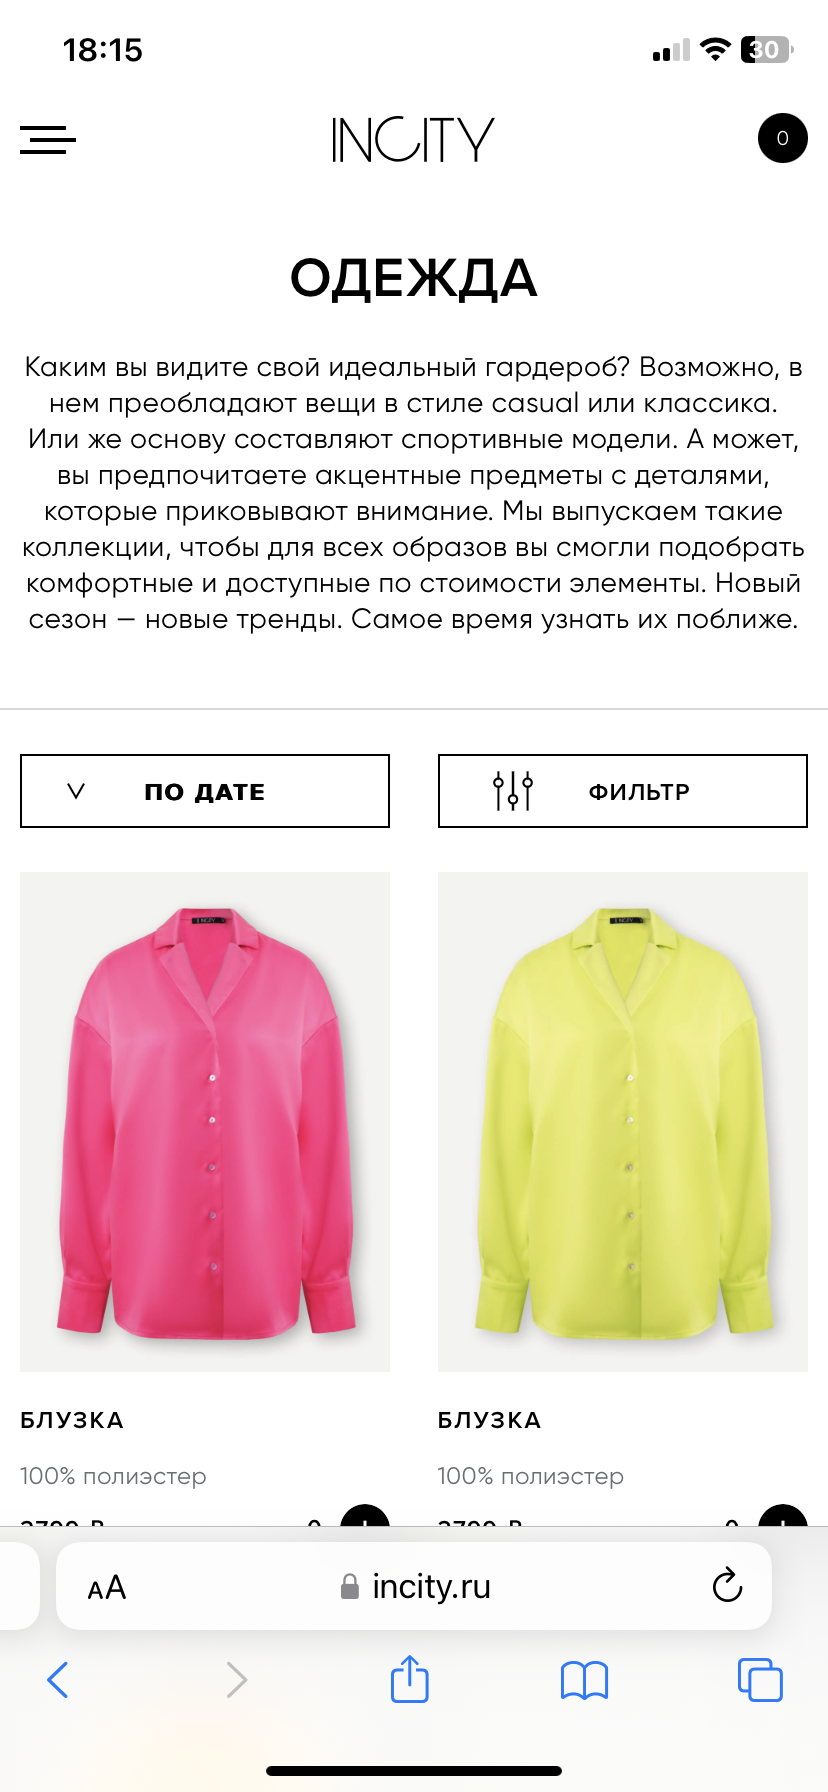 18:15
30
INCITY
0
ОДЕЖДА
Каким вы видите свой идеальный гардероб? Возможно, в
нем преобладают вещи в стиле casual или классика.
Или же основу составляют спортивные модели. А может,
вы предпочитаете акцентные предметы с деталями,
которые приковывают внимание. Мы выпускаем такие
коллекции, чтобы для всех образов вы смогли подобрать
комфортные и доступные по стоимости элементы. Новый
сезон — новые тренды. Самое время узнать их поближе.
ПО ДАТЕ
ФИЛЬТР
INCITY
INCITY
БЛУЗКА
БЛУЗКА
100% полиэстер
100% полиэстер
AA
incity.ru